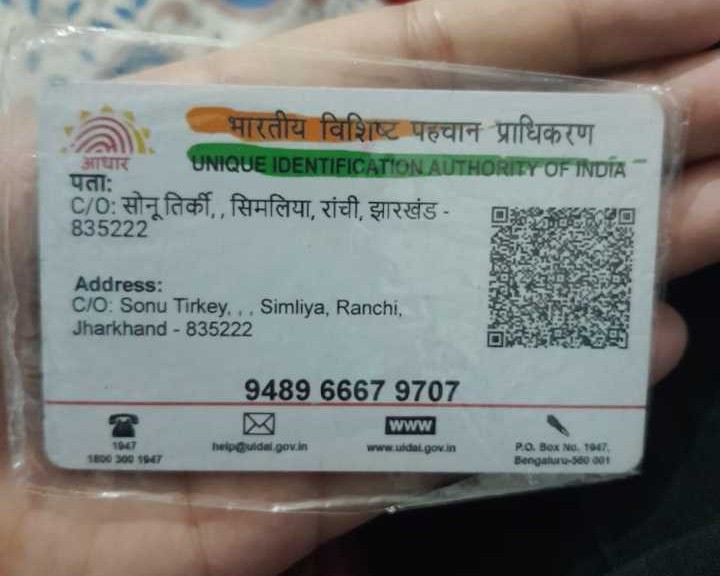 भारतीय विशिष्ट पहचान प्राधिकरण
UNIQUE IDENTIFICATION AUTHORITY OF INDIA
आधार
पता:
C/O: सोनू तिर्की, , सिमलिया, रांची, झारखंड -
835222
Address:
C/O: Sonu Tirkey, , , Simliya, Ranchi,
Jharkhand - 835222
9489 6667 9707
1947
1800 300 1947
help@uidai.gov.in
www
www.uidai.gov.in
P.O. Box No. 1947,
Bengaluru-560 001